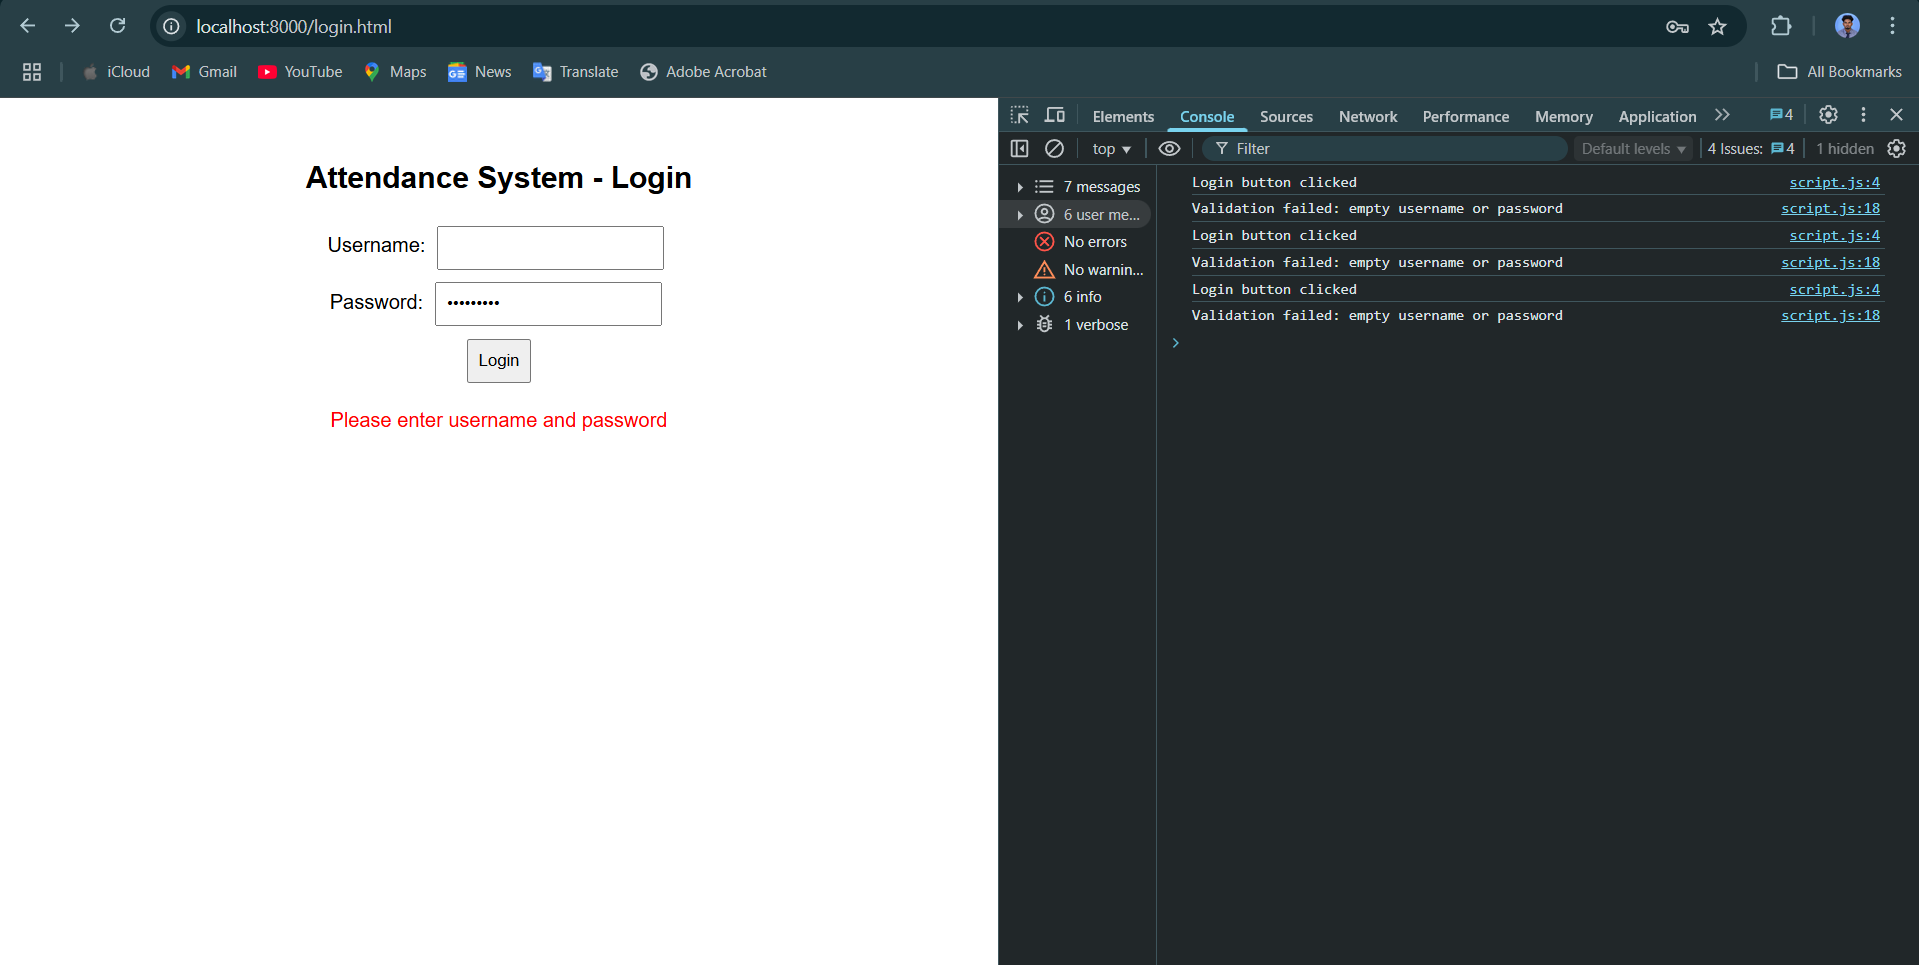 localhost:8000/login.html
iCloud Gmail YouTube Maps News Translate Adobe Acrobat All Bookmarks
Attendance System - Login
Username:
Password: •••••••••
Login
Please enter username and password
Elements Console Sources Network Performance Memory Application 4
top Filter Default levels 4 Issues: 4 1 hidden
7 messages
6 user me...
No errors
No warnin...
6 info
1 verbose
Login button clicked script.js:4
Validation failed: empty username or password script.js:18
Login button clicked script.js:4
Validation failed: empty username or password script.js:18
Login button clicked script.js:4
Validation failed: empty username or password script.js:18